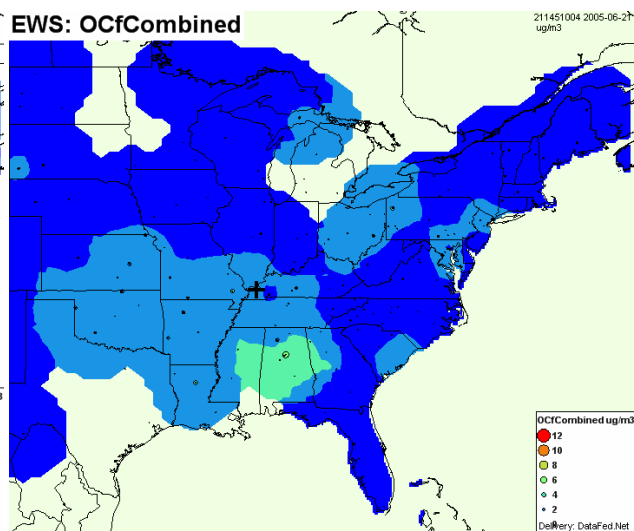 EWS: OCfCombined
211451004 2005-06-21
ug/m3
OCfCombined ug/m3
12
10
8
6
4
2
0
Delivery: DataFed.Net